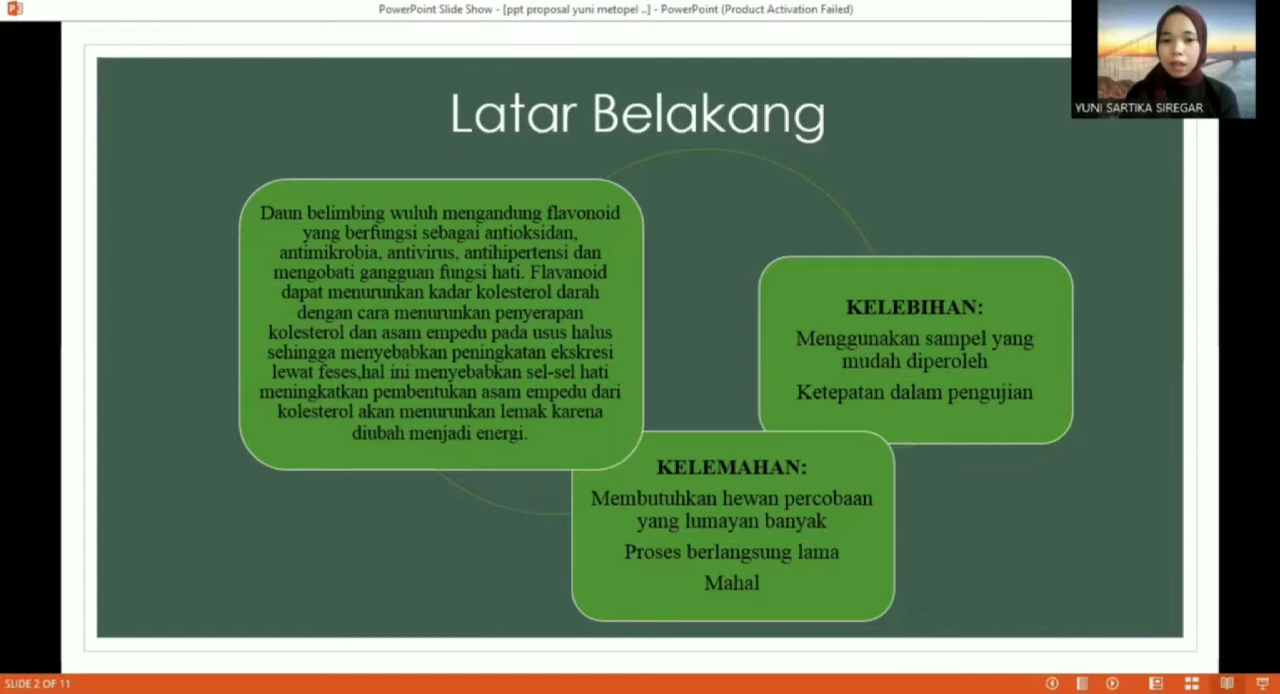 PowerPoint Slide Show - [ppt proposal yuni metopel ..] - PowerPoint (Product Activation Failed)
YUNI SARTIKA SIREGAR
Latar Belakang
Daun belimbing wuluh mengandung flavonoid
yang berfungsi sebagai antioksidan,
antimikrobia, antivirus, antihipertensi dan
mengobati gangguan fungsi hati. Flavanoid
dapat menurunkan kadar kolesterol darah
dengan cara menurunkan penyerapan
kolesterol dan asam empedu pada usus halus
sehingga menyebabkan peningkatan ekskresi
lewat feses,hal ini menyebabkan sel-sel hati
meningkatkan pembentukan asam empedu dari
kolesterol akan menurunkan lemak karena
diubah menjadi energi.
KELEBIHAN:
Menggunakan sampel yang
mudah diperoleh
Ketepatan dalam pengujian
KELEMAHAN:
Membutuhkan hewan percobaan
yang lumayan banyak
Proses berlangsung lama
Mahal
SLIDE 2 OF 11